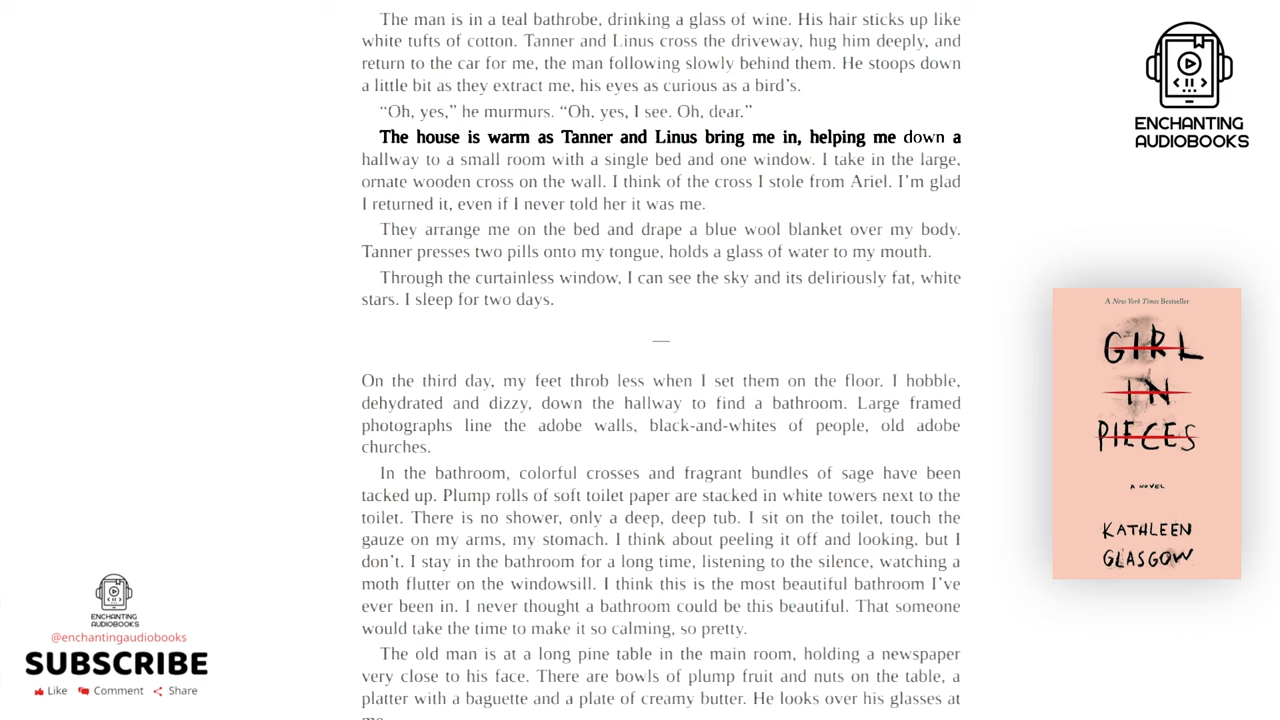 The man is in a teal bathrobe, drinking a glass of wine. His hair sticks up like
white tufts of cotton. Tanner and Linus cross the driveway, hug him deeply, and
return to the car for me, the man following slowly behind them. He stoops down
a little bit as they extract me, his eyes as curious as a bird's.
“Oh, yes,” he murmurs. “Oh, yes, I see. Oh, dear.”
The house is warm as Tanner and Linus bring me in, helping me down a
hallway to a small room with a single bed and one window. I take in the large,
ornate wooden cross on the wall. I think of the cross I stole from Ariel. I'm glad
I returned it, even if I never told her it was me.
They arrange me on the bed and drape a blue wool blanket over my body.
Tanner presses two pills onto my tongue, holds a glass of water to my mouth.
Through the curtainless window, I can see the sky and its deliriously fat, white
stars. I sleep for two days.
—
On the third day, my feet throb less when I set them on the floor. I hobble,
dehydrated and dizzy, down the hallway to find a bathroom. Large framed
photographs line the adobe walls, black-and-whites of people, old adobe
churches.
In the bathroom, colorful crosses and fragrant bundles of sage have been
tacked up. Plump rolls of soft toilet paper are stacked in white towers next to the
toilet. There is no shower, only a deep, deep tub. I sit on the toilet, touch the
gauze on my arms, my stomach. I think about peeling it off and looking, but I
don't. I stay in the bathroom for a long time, listening to the silence, watching a
moth flutter on the windowsill. I think this is the most beautiful bathroom I've
ever been in. I never thought a bathroom could be this beautiful. That someone
would take the time to make it so calming, so pretty.
The old man is at a long pine table in the main room, holding a newspaper
very close to his face. There are bowls of plump fruit and nuts on the table, a
platter with a baguette and a plate of creamy butter. He looks over his glasses at
me.
ENCHANTING
AUDIOBOOKS
A New York Times Bestseller
GIRL
IN
PIECES
A NOVEL
KATHLEEN
GLASGOW
ENCHANTING
AUDIOBOOKS
@enchantingaudiobooks
SUBSCRIBE
Like Comment Share